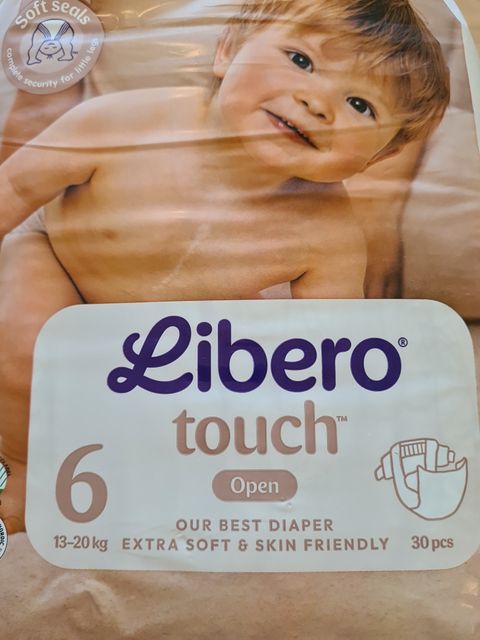 Soft seals
complete security for little legs
Libero®
touch™
Open
6
13-20 kg
OUR BEST DIAPER
EXTRA SOFT & SKIN FRIENDLY
30 pcs